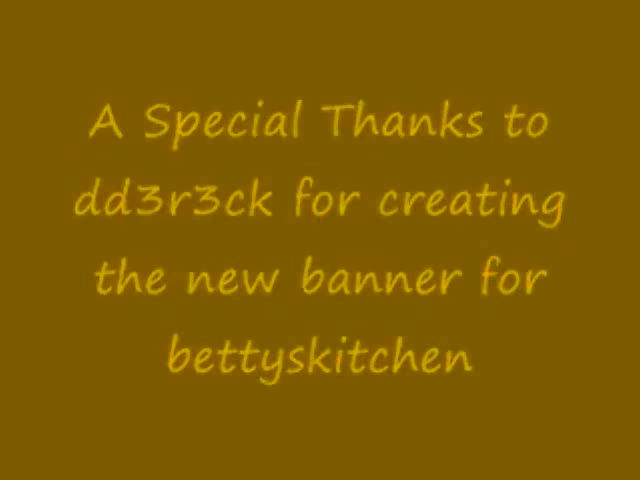 A Special Thanks to
dd3r3ck for creating
the new banner for
bettyskitchen